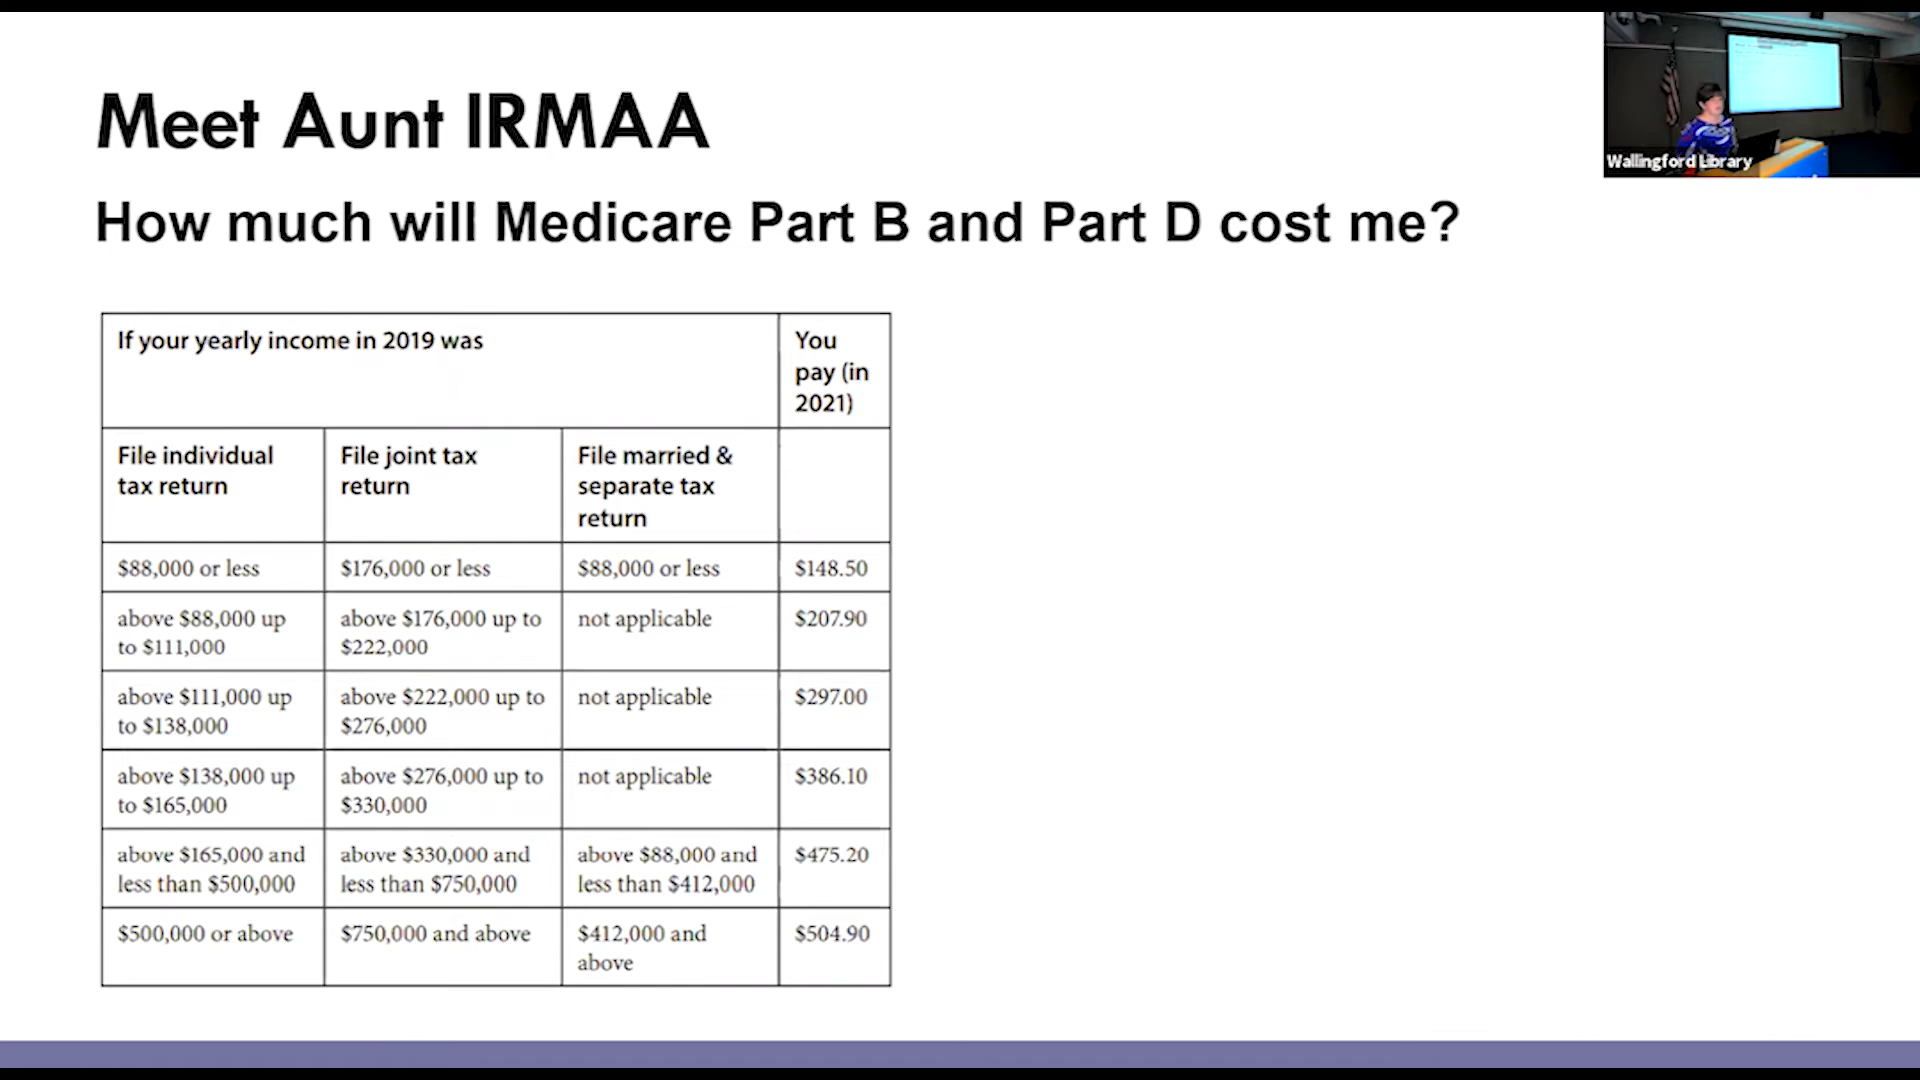 Meet Aunt IRMAA
Wallingford Library
How much will Medicare Part B and Part D cost me?
If your yearly income in 2019 was
You
pay (in
2021)
File individual
tax return
File joint tax
return
File married &
separate tax
return
$88,000 or less
$176,000 or less
$88,000 or less
$148.50
above $88,000 up
to $111,000
above $176,000 up to
$222,000
not applicable
$207.90
above $111,000 up
to $138,000
above $222,000 up to
$276,000
not applicable
$297.00
above $138,000 up
to $165,000
above $276,000 up to
$330,000
not applicable
$386.10
above $165,000 and
less than $500,000
above $330,000 and
less than $750,000
above $88,000 and
less than $412,000
$475.20
$500,000 or above
$750,000 and above
$412,000 and
above
$504.90